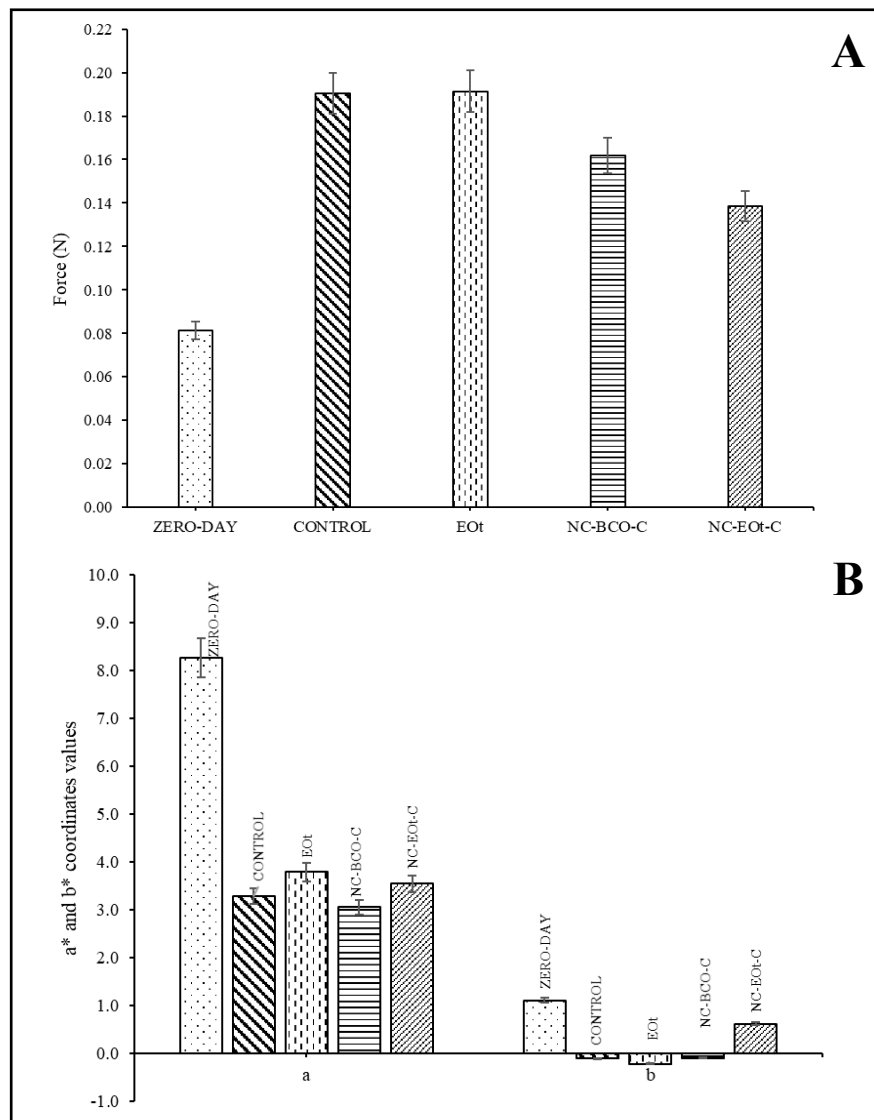 A
0.22
0.20
0.18
0.16
0.14
0.12
0.10
0.08
0.06
0.04
0.02
0.00
Force (N)
ZERO-DAY CONTROL EOt NC-BCO-C NC-EOt-C
B
10.0
9.0
8.0
7.0
6.0
5.0
4.0
3.0
2.0
1.0
0.0
-1.0
a* and b* coordinates values
ZERO-DAY
CONTROL
EOt
NC-BCO-C
NC-EOt-C
ZERO-DAY
CONTROL
EOt
NC-BCO-C
NC-EOt-C
a b